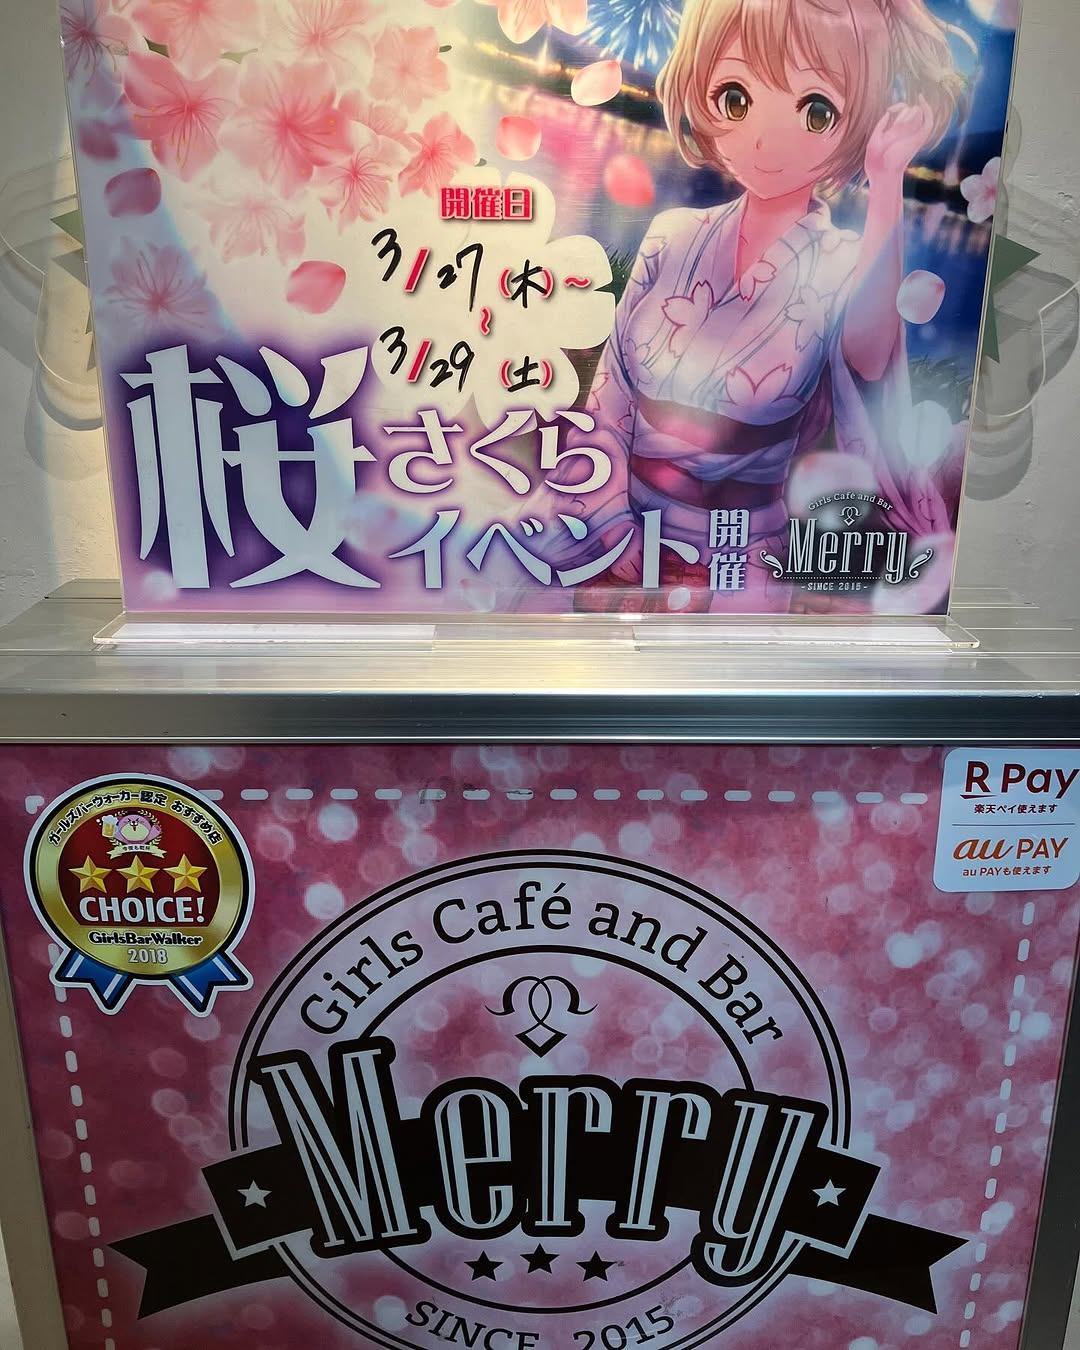 開催日
3/27(木)~
~
3/29(土)
桜さくら
イベント開催
Girls Café and Bar
Merry
-SINCE 2015-
ガールズバーウォーカー認定 おすすめ店
CHOICE!
GirlsBarWalker
2018
R Pay
楽天ペイ使えます
au PAY
au PAYも使えます
Girls Café and Bar
Merry
SINCE 2015